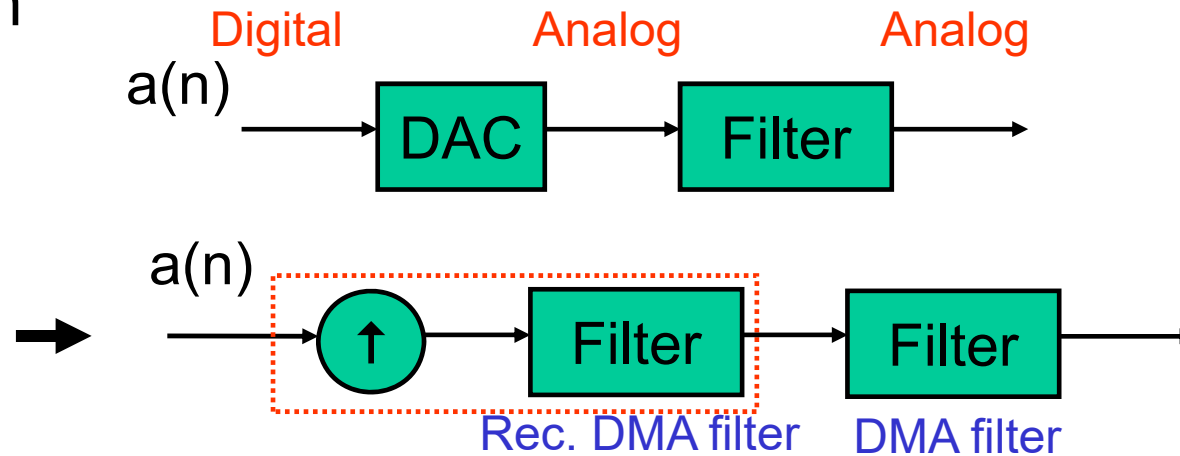 Digital Analog Analog
a(n)
DAC Filter
a(n)
↑ Filter Filter
Rec. DMA filter DMA filter